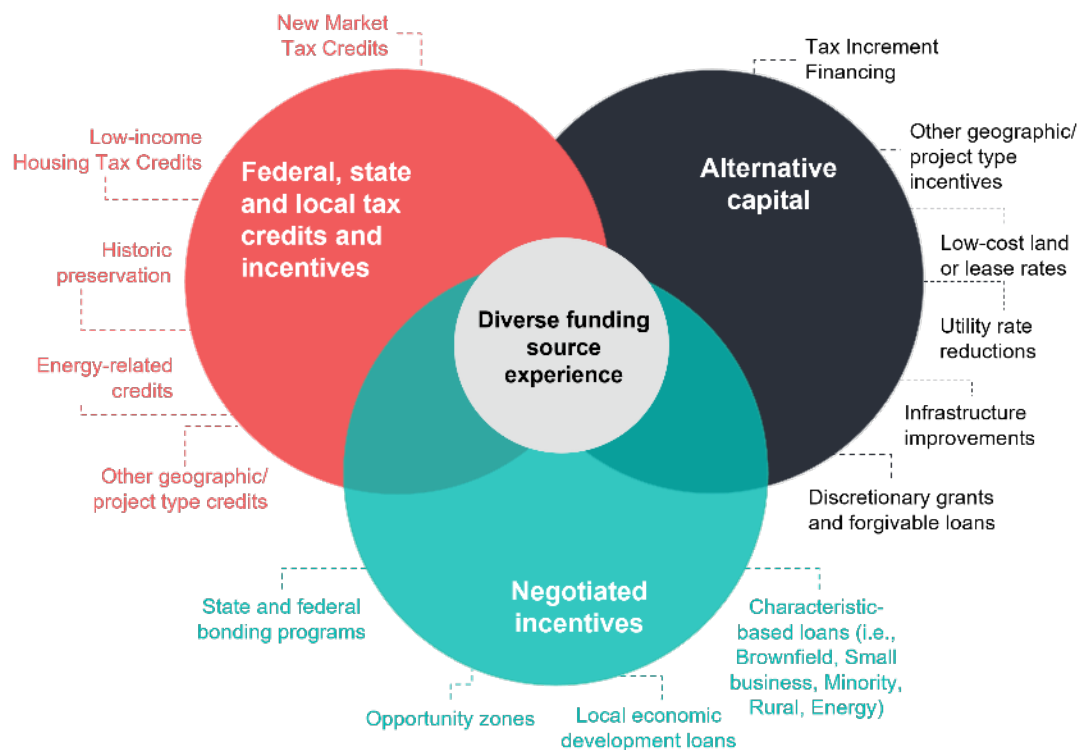 New Market
Tax Credits
Low-income
Housing Tax Credits
Historic
preservation
Energy-related
credits
Other geographic/
project type credits
Federal, state
and local tax
credits and
incentives
Alternative
capital
Tax Increment
Financing
Other geographic/
project type
incentives
Low-cost land
or lease rates
Utility rate
reductions
Infrastructure
improvements
Discretionary grants
and forgivable loans
Diverse funding
source
experience
Negotiated
incentives
State and federal
bonding programs
Opportunity zones
Local economic
development loans
Characteristic-
based loans (i.e.,
Brownfield, Small
business, Minority,
Rural, Energy)